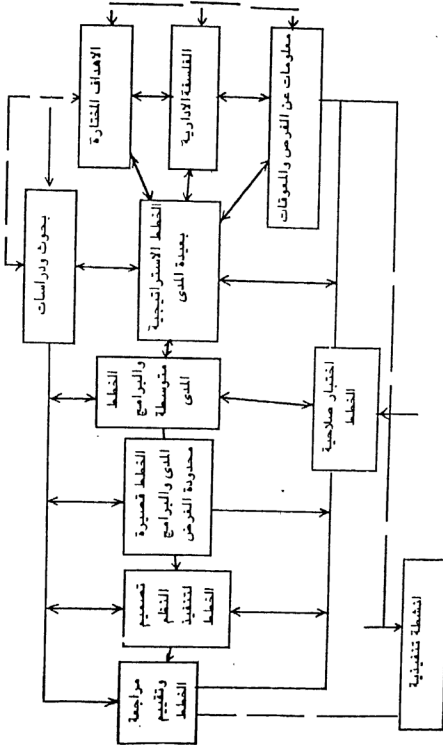 الاهداف المختارة
الفلسفة الادارية
معلومات عن الفرص والمعوقات
بحوث ودراسات
الخطط الاستراتيجية
بعيدة المدى
الخطط
متوسطة
المدى والبرامج
الخطط قصيرة
المدى والبرامج
محدودة الغرض
تصميم
النظم
لتنفيذ
الخطط
مراجعة
وتقييم
الخطط
اختبار صلاحية
الخطط
انشطة تنفيذية